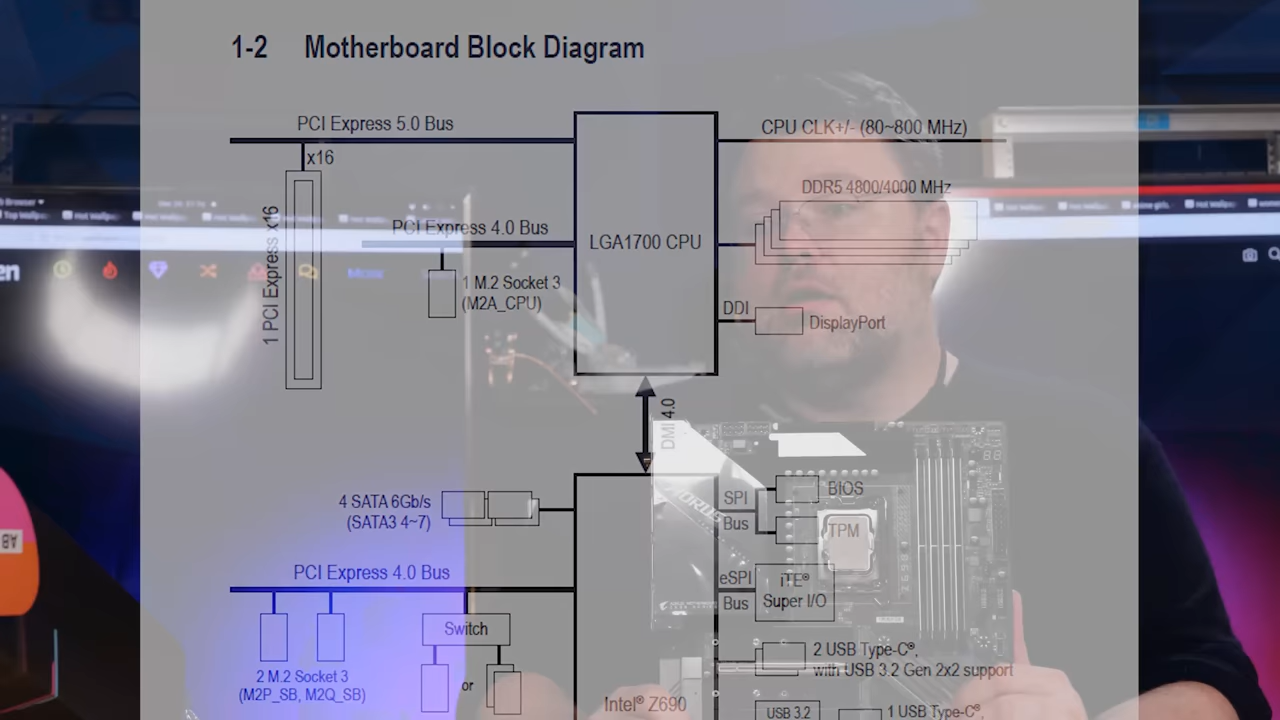 1-2 Motherboard Block Diagram
PCI Express 5.0 Bus
x16
1 PCI Express x16
PCI Express 4.0 Bus
1 M.2 Socket 3
(M2A_CPU)
LGA1700 CPU
CPU CLK+/- (80~800 MHz)
DDR5 4800/4000 MHz
DDI
DisplayPort
DMI 4.0
4 SATA 6Gb/s
(SATA3 4~7)
SPI
Bus
BIOS
TPM
PCI Express 4.0 Bus
eSPI
Bus
iTE®
Super I/O
Switch
2 M.2 Socket 3
(M2P_SB, M2Q_SB)
or
Intel® Z690
2 USB Type-C®,
with USB 3.2 Gen 2x2 support
USB 3.2
1 USB Type-C®,